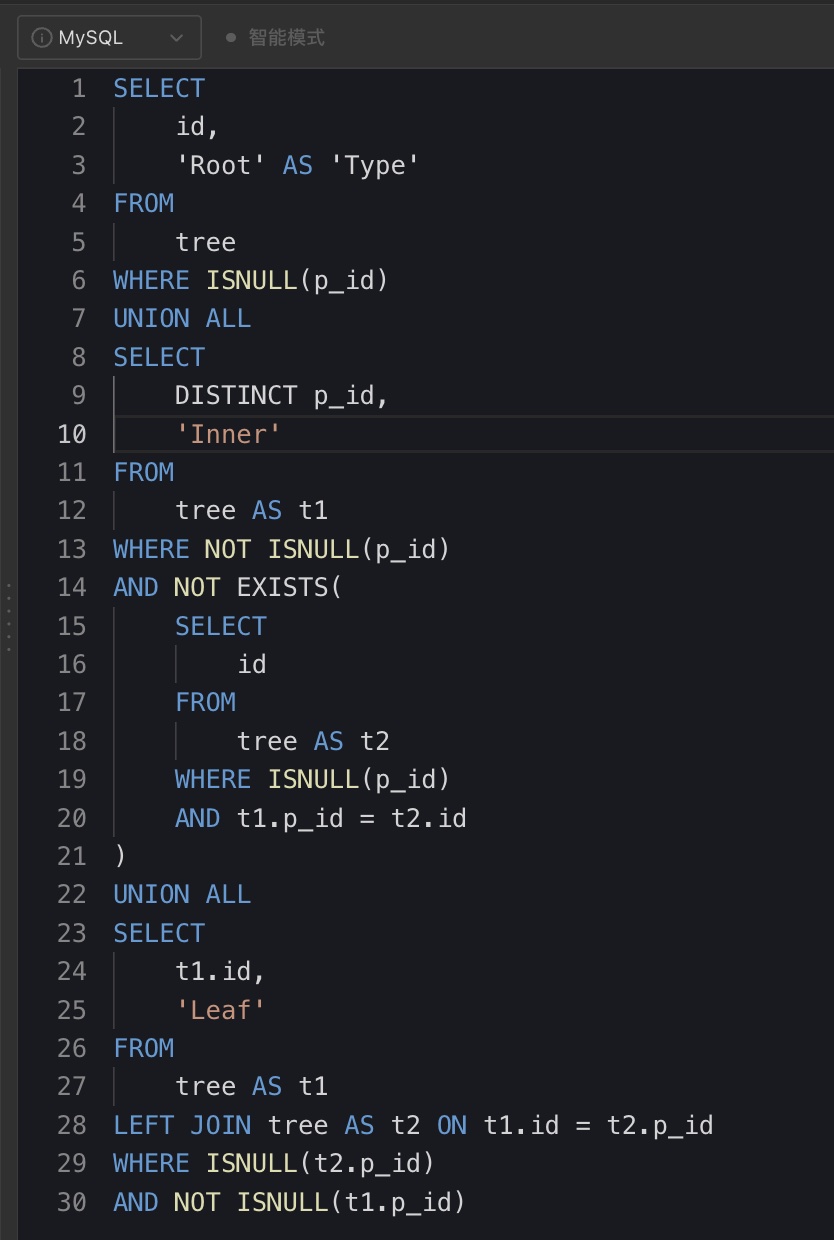 MySQL 智能模式
1 SELECT
2 id,
3 'Root' AS 'Type'
4 FROM
5 tree
6 WHERE ISNULL(p_id)
7 UNION ALL
8 SELECT
9 DISTINCT p_id,
10 'Inner'
11 FROM
12 tree AS t1
13 WHERE NOT ISNULL(p_id)
14 AND NOT EXISTS(
15 SELECT
16 id
17 FROM
18 tree AS t2
19 WHERE ISNULL(p_id)
20 AND t1.p_id = t2.id
21 )
22 UNION ALL
23 SELECT
24 t1.id,
25 'Leaf'
26 FROM
27 tree AS t1
28 LEFT JOIN tree AS t2 ON t1.id = t2.p_id
29 WHERE ISNULL(t2.p_id)
30 AND NOT ISNULL(t1.p_id)